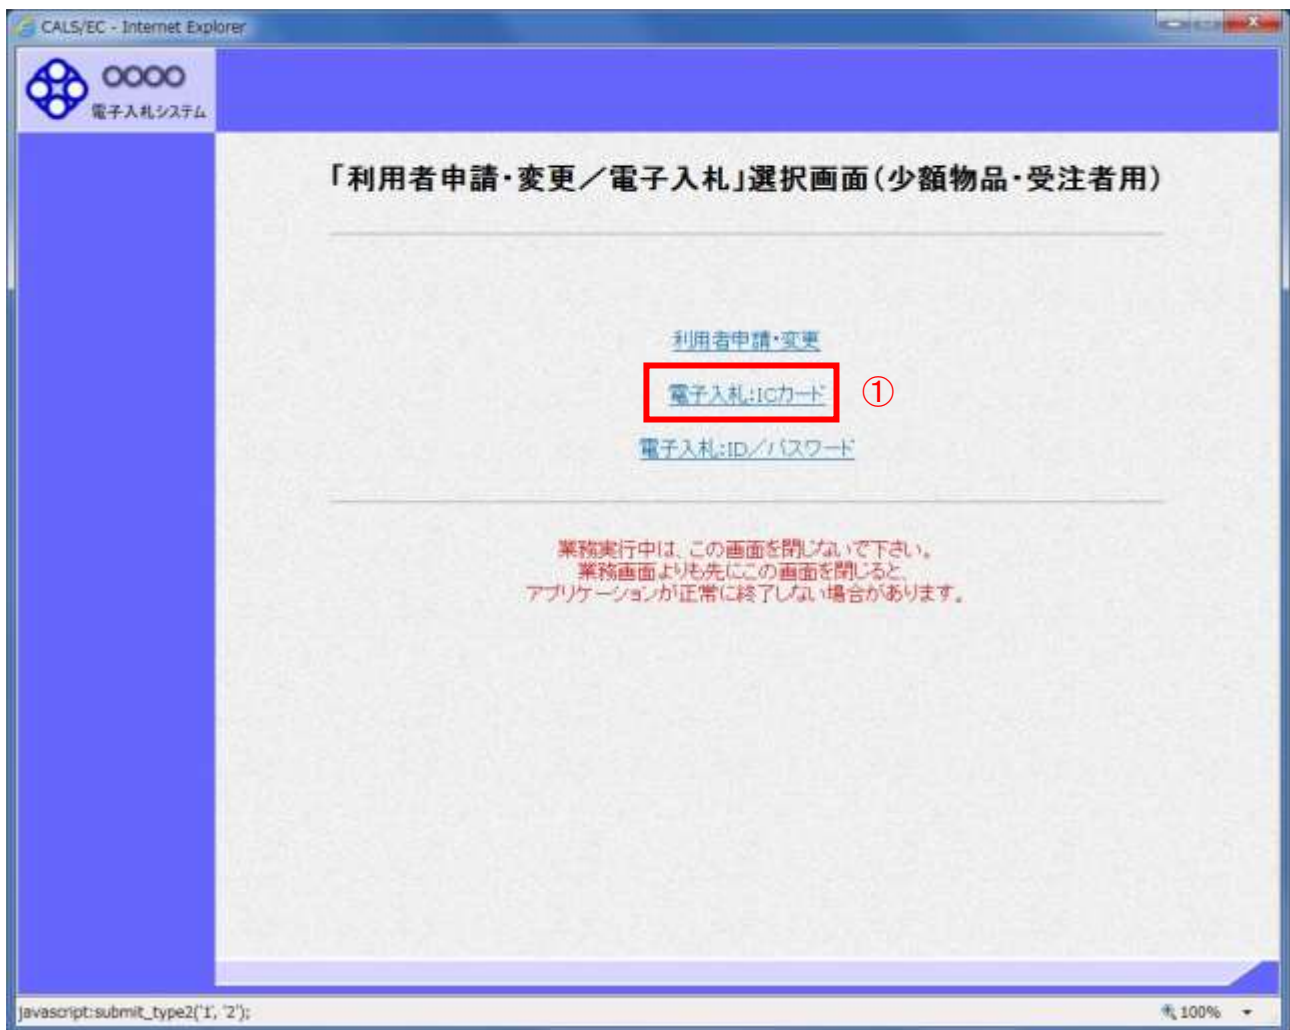 CALS/EC - Internet Explorer
○○○○
電子入札システム
「利用者申請・変更／電子入札」選択画面(少額物品・受注者用)
利用者申請・変更
電子入札:ICカード
①
電子入札:ID／パスワード
業務実行中は、この画面を閉じないで下さい。
業務画面よりも先にこの画面を閉じると、
アプリケーションが正常に終了しない場合があります。
javascript:submit_type2('1', '2');
100%